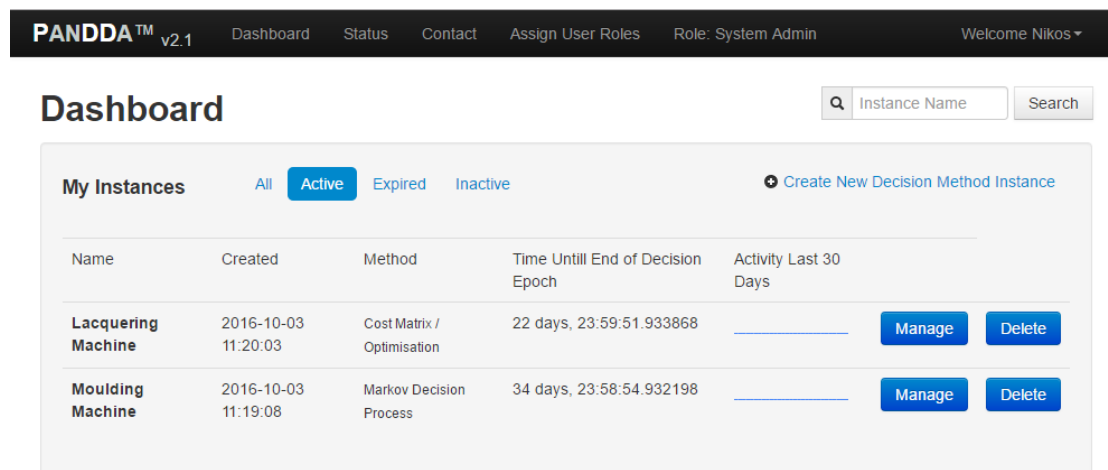 PANDDA™ v2.1 Dashboard Status Contact Assign User Roles Role: System Admin Welcome Nikos
Dashboard
Instance Name Search
My Instances All Active Expired Inactive Create New Decision Method Instance
Name Created Method Time Untill End of Decision Activity Last 30
Epoch Days
Lacquering 2016-10-03 Cost Matrix / 22 days, 23:59:51.933868 Manage Delete
Machine 11:20:03 Optimisation
Moulding 2016-10-03 Markov Decision 34 days, 23:58:54.932198 Manage Delete
Machine 11:19:08 Process